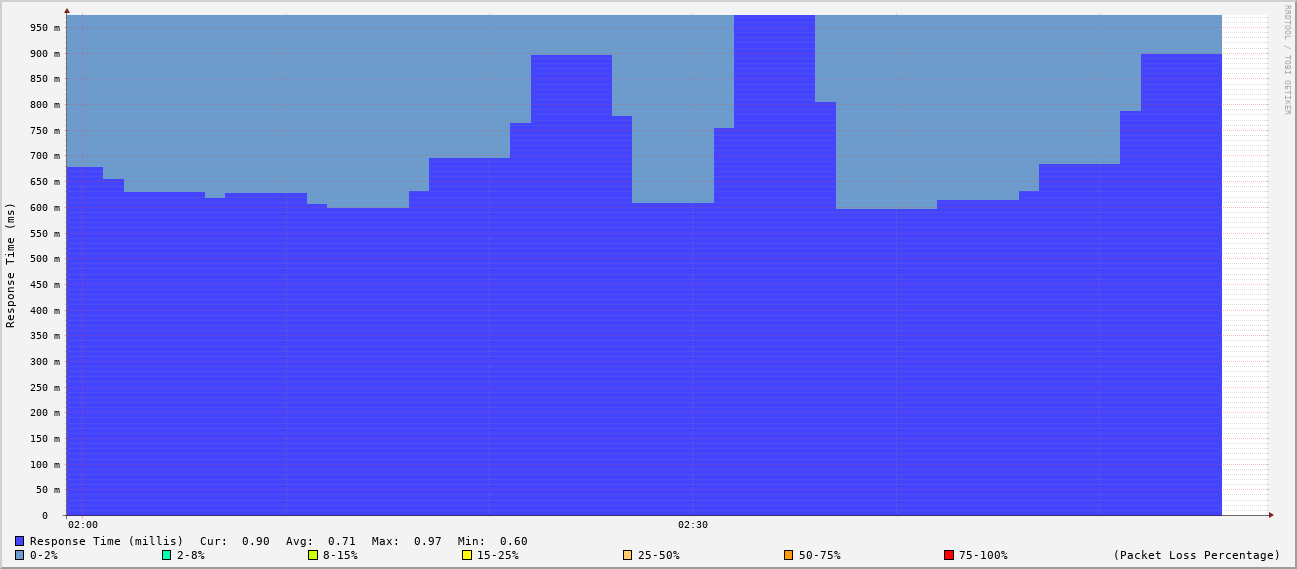 RRDTOOL / TOBI OETIKER
Response Time (ms)
950 m
900 m
850 m
800 m
750 m
700 m
650 m
600 m
550 m
500 m
450 m
400 m
350 m
300 m
250 m
200 m
150 m
100 m
50 m
0
02:00 02:30
Response Time (millis) Cur: 0.90 Avg: 0.71 Max: 0.97 Min: 0.60
0-2% 2-8% 8-15% 15-25% 25-50% 50-75% 75-100% (Packet Loss Percentage)